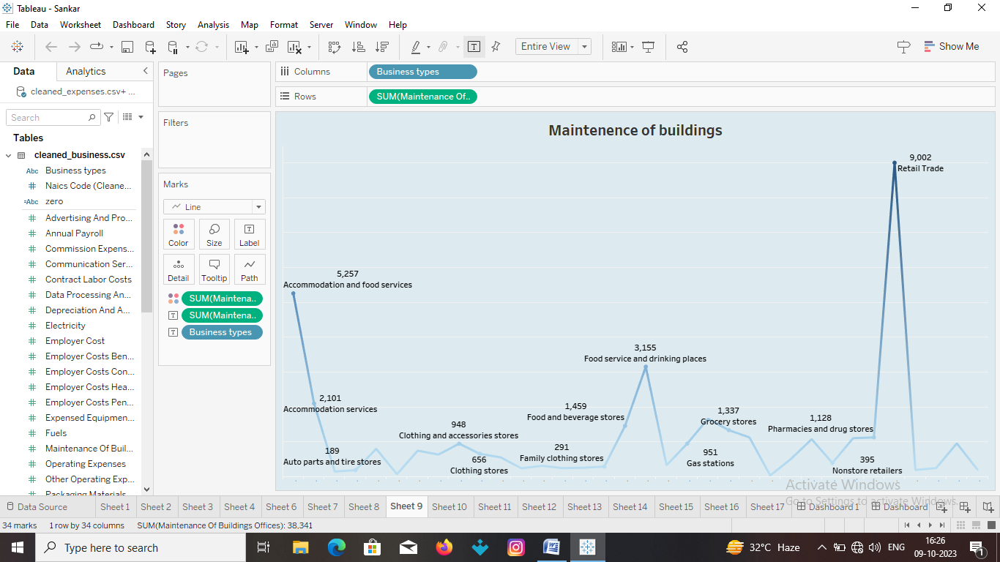 Tableau - Sankar
File Data Worksheet Dashboard Story Analysis Map Format Server Window Help
Entire View
Show Me
Data Analytics
cleaned_expenses.csv+ ...
Search
Tables
cleaned_business.csv
Abc Business types
# Naics Code (Cleane...
=Abc zero
# Advertising And Pro...
# Annual Payroll
# Commission Expens...
# Communication Ser...
# Contract Labor Costs
# Data Processing An...
# Depreciation And A...
# Electricity
# Employer Cost
# Employer Costs Ben...
# Employer Costs Con...
# Employer Costs Hea...
# Employer Costs Pen...
# Expensed Equipmen...
# Fuels
# Maintenance Of Buil...
# Operating Expenses
# Other Operating Exp...
# Packaging Materials
Pages
Filters
Marks
Line
Color Size Label
Detail Tooltip Path
SUM(Maintena..
SUM(Maintena..
Business types
Columns Business types
Rows SUM(Maintenance Of..
Maintenence of buildings
9,002
Retail Trade
5,257
Accommodation and food services
3,155
Food service and drinking places
2,101
Accommodation services
1,459
Food and beverage stores
1,337
Grocery stores
1,128
Pharmacies and drug stores
948
Clothing and accessories stores
189
Auto parts and tire stores
656
Clothing stores
291
Family clothing stores
951
Gas stations
395
Nonstore retailers
Activate Windows
Go to Settings to activate Windows.
Data Source Sheet 1 Sheet 2 Sheet 3 Sheet 4 Sheet 6 Sheet 7 Sheet 8 Sheet 9 Sheet 10 Sheet 11 Sheet 12 Sheet 13 Sheet 14 Sheet 15 Sheet 16 Sheet 17 Dashboard 1 Dashboard
34 marks 1 row by 34 columns SUM(Maintenance Of Buildings Offices): 38,341
Type here to search
32°C Haze
ENG
16:26
09-10-2023
1